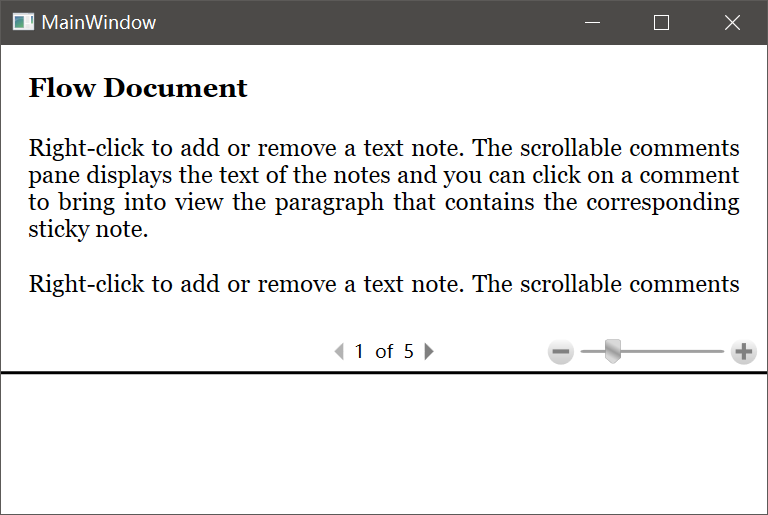 MainWindow
Flow Document
Right-click to add or remove a text note. The scrollable comments
pane displays the text of the notes and you can click on a comment
to bring into view the paragraph that contains the corresponding
sticky note.
Right-click to add or remove a text note. The scrollable comments
1 of 5